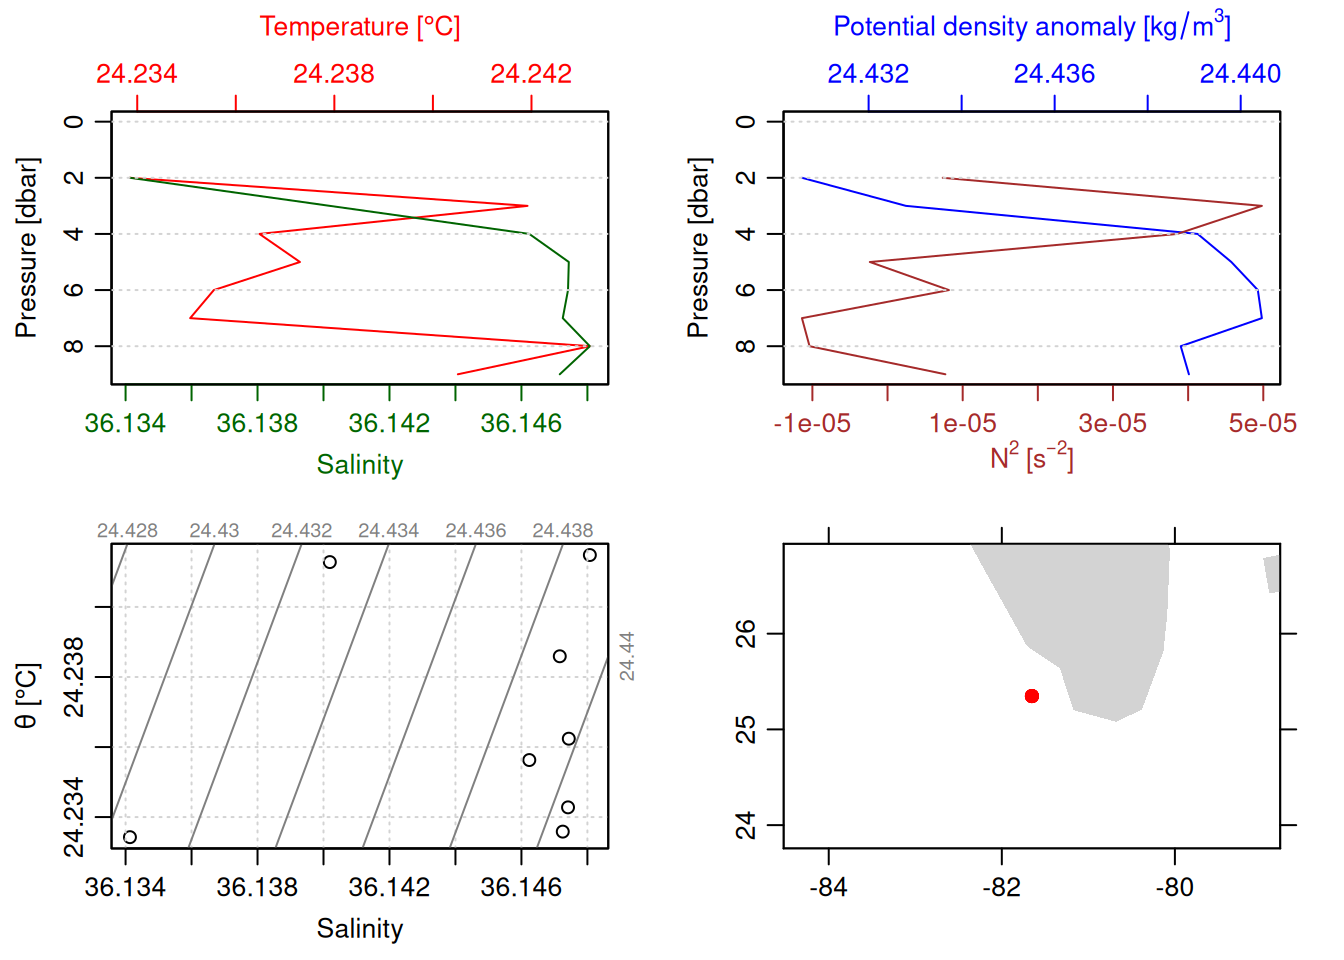 Temperature [°C]
24.234 24.238 24.242
Pressure [dbar]
0
2
4
6
8
36.134 36.138 36.142 36.146
Salinity
Potential density anomaly [kg/m³]
24.432 24.436 24.440
Pressure [dbar]
0
2
4
6
8
-1e-05 1e-05 3e-05 5e-05
N² [s⁻²]
24.428 24.43 24.432 24.434 24.436 24.438
24.44
θ [°C]
24.238
24.234
36.134 36.138 36.142 36.146
Salinity
26
25
24
-84 -82 -80